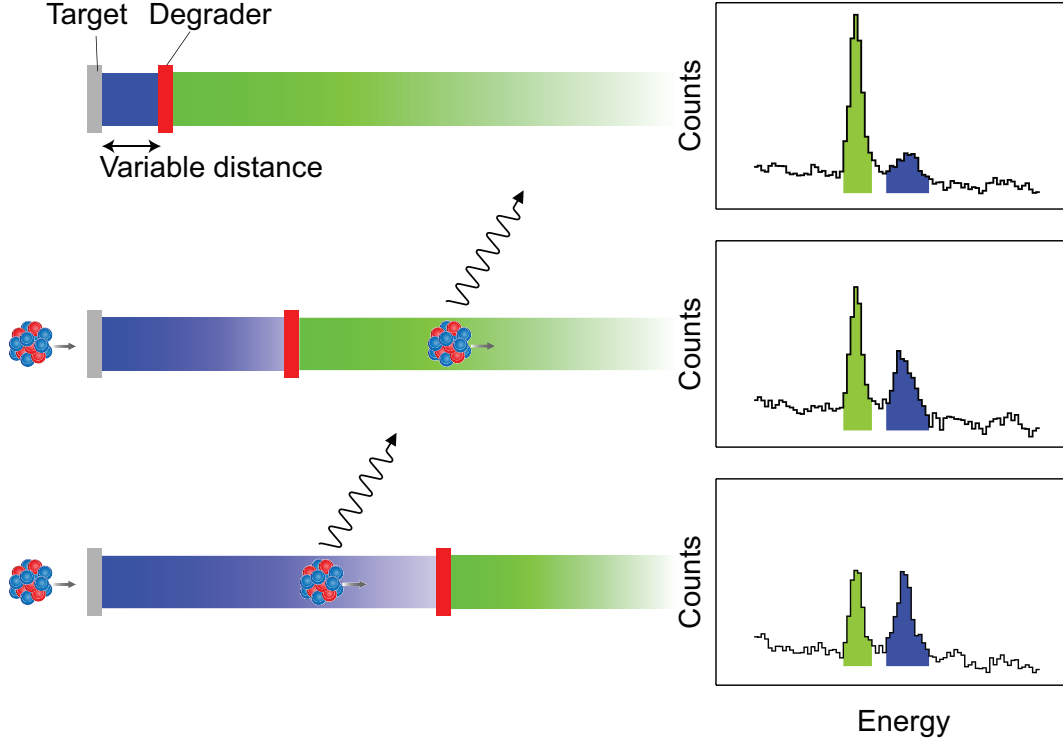 Target Degrader
Variable distance
Counts
Counts
Counts
Energy